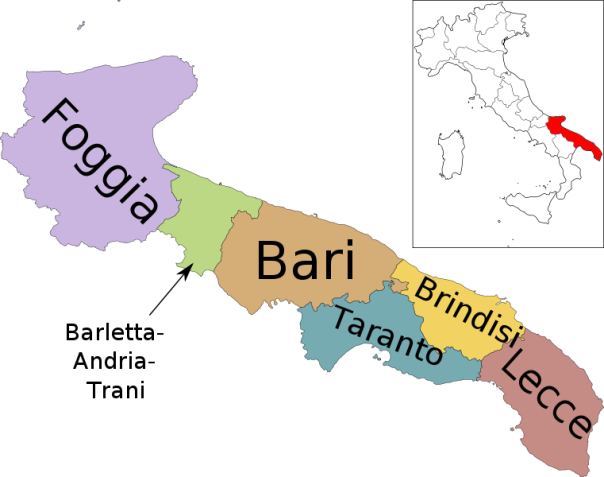 Foggia
Bari
Barletta-
Andria-
Trani
Taranto
Brindisi
Lecce